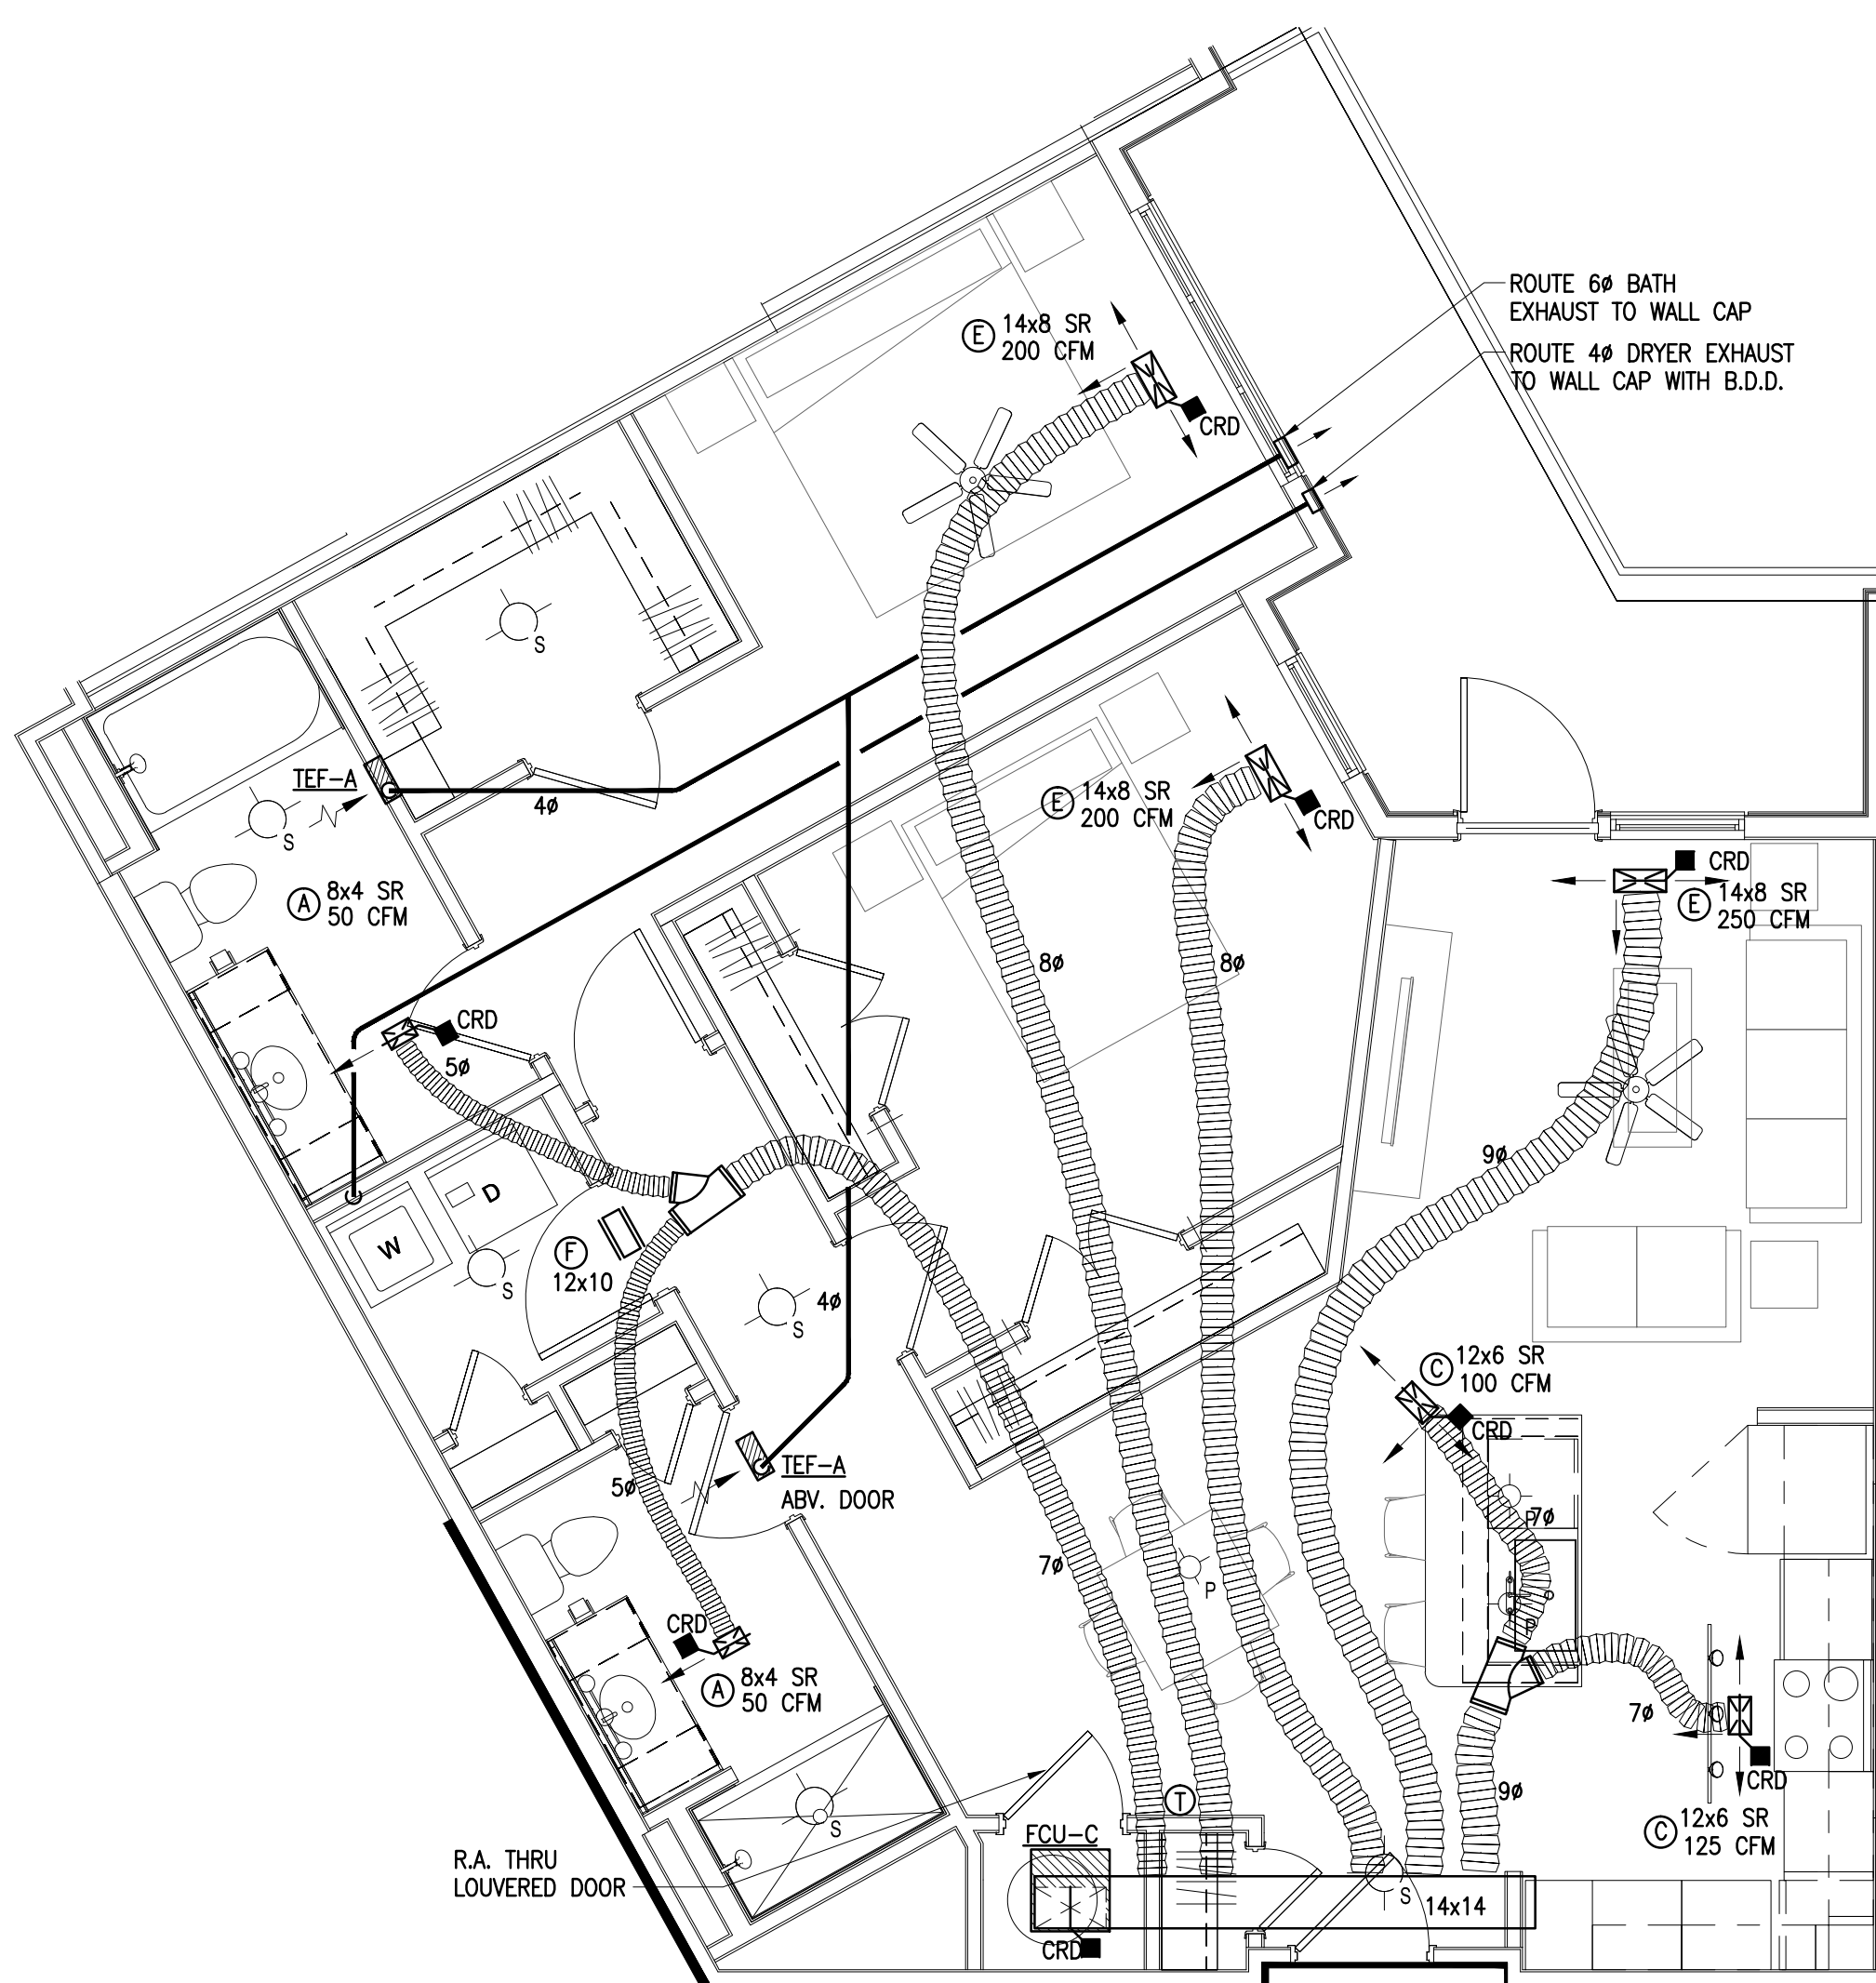 ROUTE 6ø BATH
EXHAUST TO WALL CAP
ROUTE 4ø DRYER EXHAUST
TO WALL CAP WITH B.D.D.
E 14x8 SR
200 CFM
CRD
S
TEF-A
4ø
S
E 14x8 SR
200 CFM
CRD
A 8x4 SR
50 CFM
CRD
E 14x8 SR
250 CFM
8ø
8ø
CRD
5ø
9ø
D
W
S
F
12x10
4ø
S
C 12x6 SR
100 CFM
CRD
TEF-A
ABV. DOOR
5ø
7ø
P
7ø
P
P
CRD
A 8x4 SR
50 CFM
7ø
CRD
9ø
T
C 12x6 SR
125 CFM
S
FCU-C
R.A. THRU
LOUVERED DOOR
S
14x14
CRD